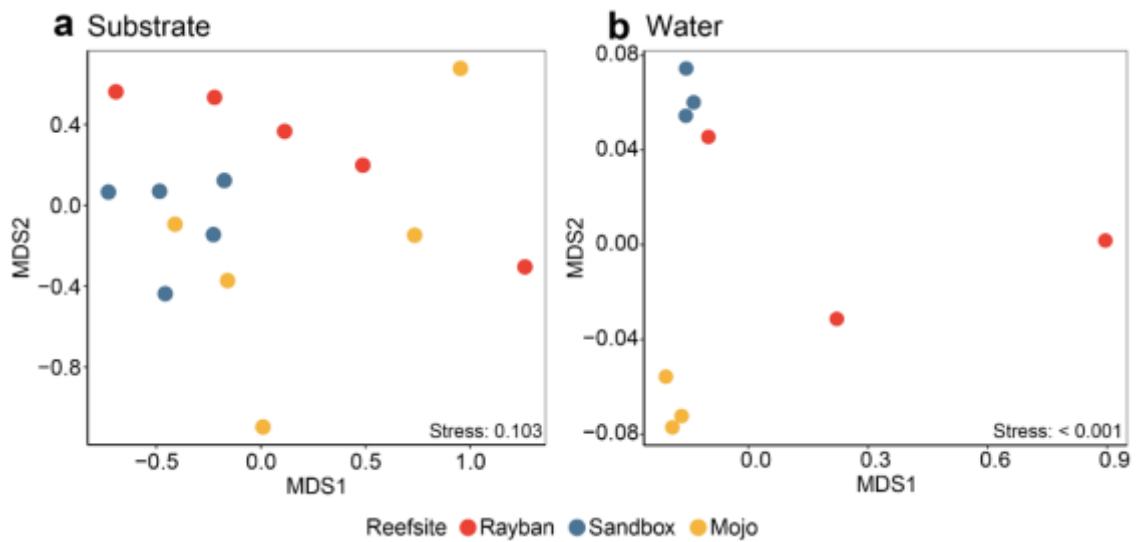 a Substrate
0.4
0.0
−0.4
−0.8
MDS2
Stress: 0.103
−0.5 0.0 0.5 1.0
MDS1
b Water
0.08
0.04
0.00
−0.04
−0.08
MDS2
Stress: < 0.001
0.0 0.3 0.6 0.9
MDS1
Reefsite Rayban Sandbox Mojo